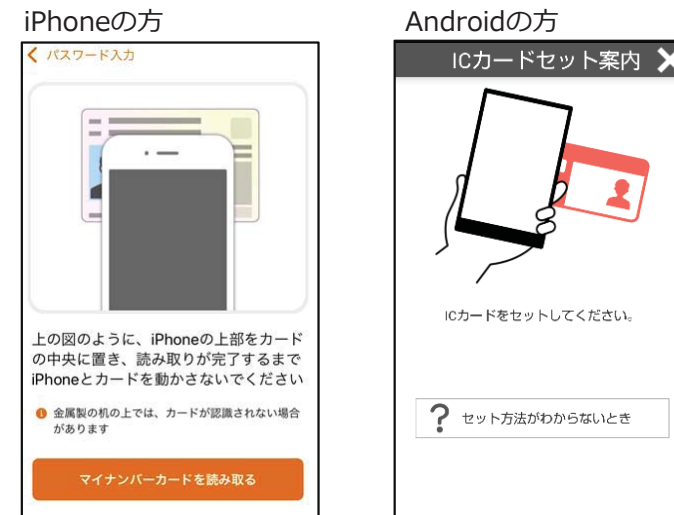 iPhoneの方
パスワード入力
上の図のように、iPhoneの上部をカード
の中央に置き、読み取りが完了するまで
iPhoneとカードを動かさないでください
金属製の机の上では、カードが認識されない場合
があります
マイナンバーカードを読み取る
Androidの方
ICカードセット案内
ICカードをセットしてください。
? セット方法がわからないとき